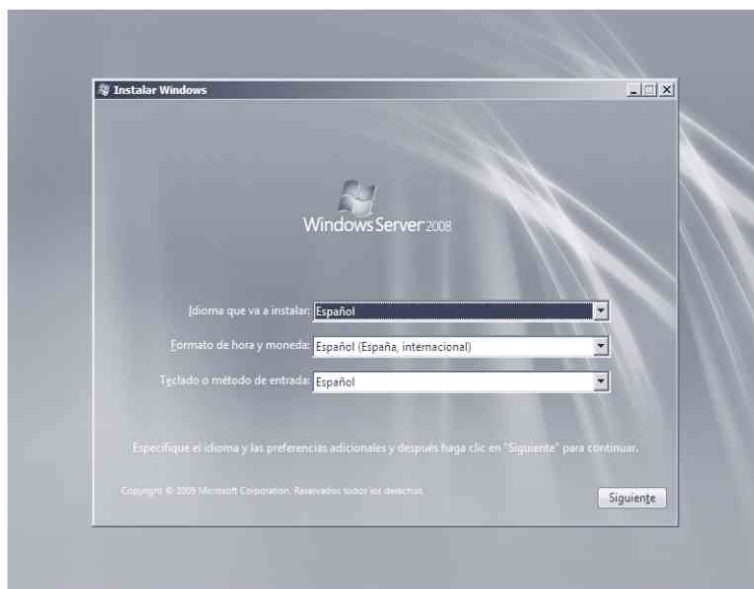 Instalar Windows
Windows Server 2008
Idioma que va a instalar: Español
Formato de hora y moneda: Español (España, internacional)
Teclado o método de entrada: Español
Especifique el idioma y las preferencias adicionales y después haga clic en "Siguiente" para continuar.
Copyright © 2009 Microsoft Corporation. Reservados todos los derechos.
Siguiente